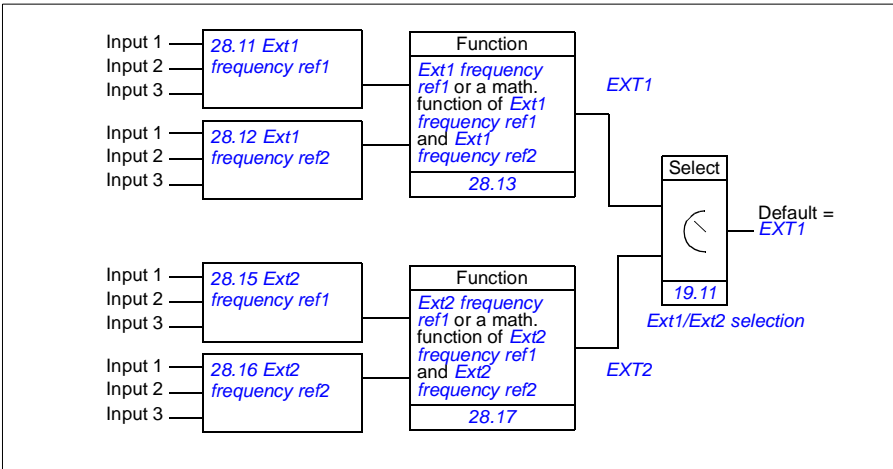 Input 1
Input 2
Input 3
28.11 Ext1
frequency ref1
Input 1
Input 2
Input 3
28.12 Ext1
frequency ref2
Function
Ext1 frequency
ref1 or a math.
function of Ext1
frequency ref1
and Ext1
frequency ref2
28.13
EXT1
Input 1
Input 2
Input 3
28.15 Ext2
frequency ref1
Input 1
Input 2
Input 3
28.16 Ext2
frequency ref2
Function
Ext2 frequency
ref1 or a math.
function of Ext2
frequency ref1
and Ext2
frequency ref2
28.17
EXT2
Select
19.11
Ext1/Ext2 selection
Default =
EXT1